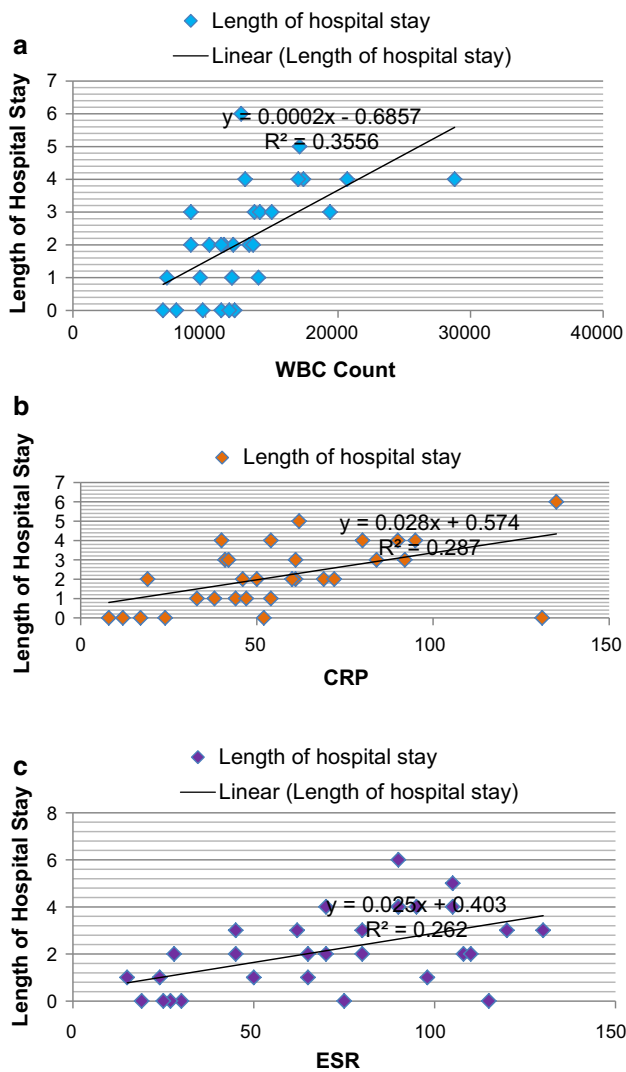 a
Length of hospital stay
Linear (Length of hospital stay)
Length of Hospital Stay
7
6
5
4
3
2
1
0
y = 0.0002x - 0.6857
R² = 0.3556
0 10000 20000 30000 40000
WBC Count
b
Length of hospital stay
Length of Hospital Stay
7
6
5
4
3
2
1
0
y = 0.028x + 0.574
R² = 0.287
0 50 100 150
CRP
c
Length of hospital stay
Linear (Length of hospital stay)
Length of Hospital Stay
8
6
4
2
0
y = 0.025x + 0.403
R² = 0.262
0 50 100 150
ESR